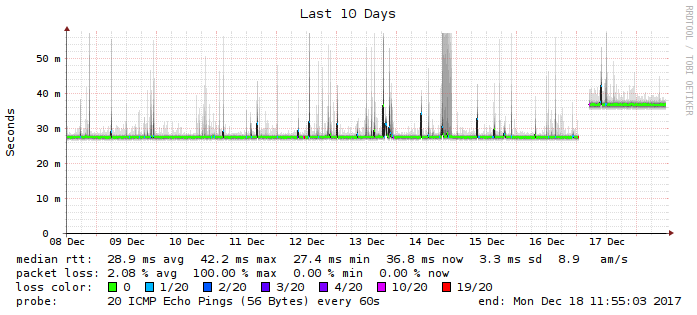 Last 10 Days
RRDTOOL / TOBI OETIKER
Seconds
50 m
40 m
30 m
20 m
10 m
0
08 Dec 09 Dec 10 Dec 11 Dec 12 Dec 13 Dec 14 Dec 15 Dec 16 Dec 17 Dec
median rtt: 28.9 ms avg 42.2 ms max 27.4 ms min 36.8 ms now 3.3 ms sd 8.9 am/s
packet loss: 2.08 % avg 100.00 % max 0.00 % min 0.00 % now
loss color: 0 1/20 2/20 3/20 4/20 10/20 19/20
probe: 20 ICMP Echo Pings (56 Bytes) every 60s end: Mon Dec 18 11:55:03 2017